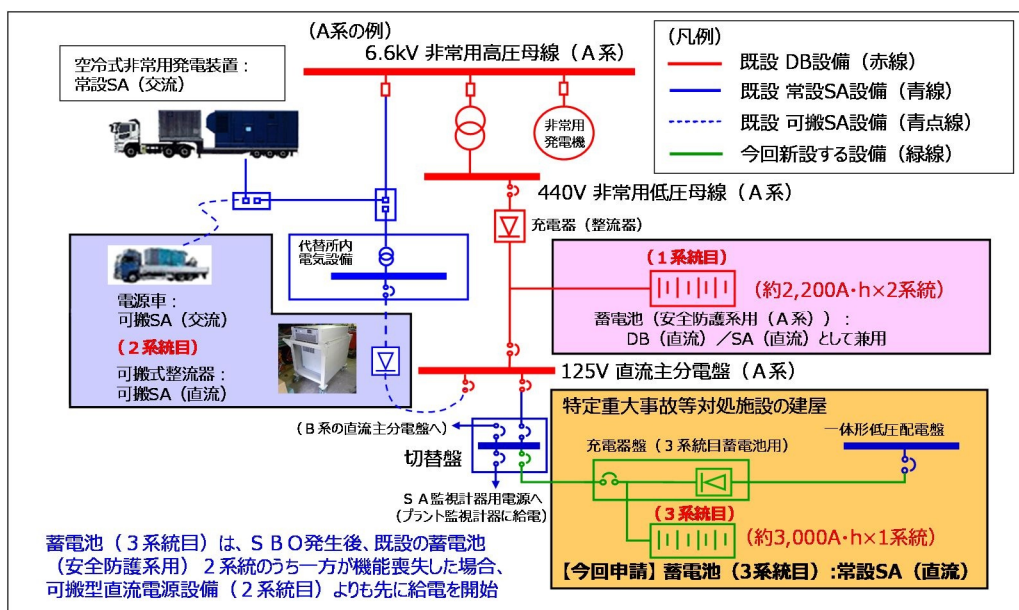 (A系の例)
6.6kV 非常用高圧母線(A系)
空冷式非常用発電装置:
常設SA(交流)
(凡例)
既設 DB設備(赤線)
既設 常設SA設備(青線)
既設 可搬SA設備(青点線)
今回新設する設備(緑線)
非常用
発電機
440V 非常用低圧母線(A系)
充電器(整流器)
代替所内
電気設備
電源車:
可搬SA(交流)
(2系統目)
可搬式整流器:
可搬SA(直流)
(1系統目)
(約2,200A・h×2系統)
蓄電池(安全防護系用(A系)):
DB(直流)/SA(直流)として兼用
125V 直流主分電盤(A系)
(B系の直流主分電盤へ)
切替盤
SA監視計器用電源へ
(プラント監視計器に給電)
特定重大事故等対処施設の建屋
充電器盤(3系統目蓄電池用)
一体形低圧配電盤
(3系統目)
(約3,000A・h×1系統)
【今回申請】蓄電池(3系統目):常設SA(直流)
蓄電池(3系統目)は、SBO発生後、既設の蓄電池
(安全防護系用)2系統のうち一方が機能喪失した場合、
可搬型直流電源設備(2系統目)よりも先に給電を開始